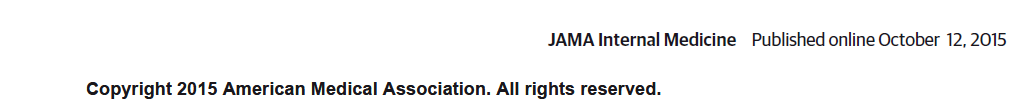 JAMA Internal Medicine Published online October 12, 2015
Copyright 2015 American Medical Association. All rights reserved.